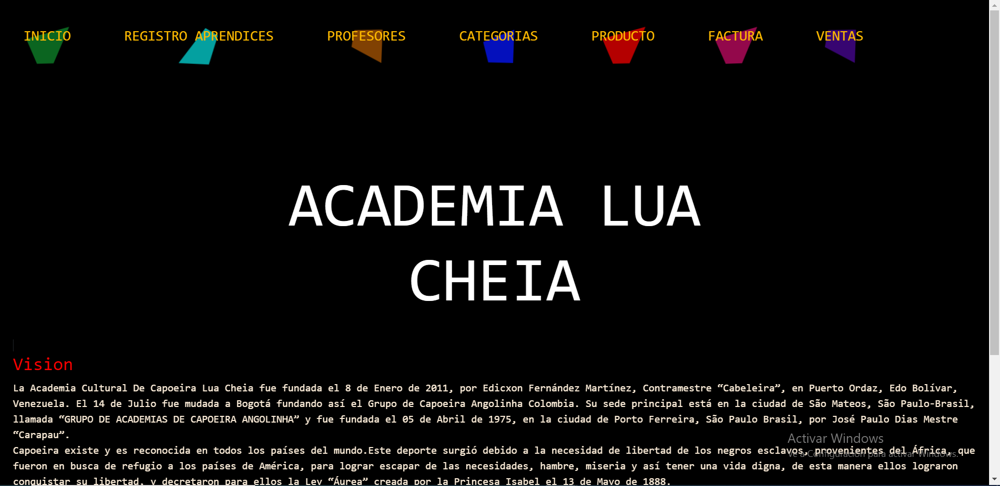 INICIO REGISTRO APRENDICES PROFESORES CATEGORIAS PRODUCTO FACTURA VENTAS
ACADEMIA LUA
CHEIA
Vision
La Academia Cultural De Capoeira Lua Cheia fue fundada el 8 de Enero de 2011, por Edicxon Fernández Martínez, Contramestre “Cabeleira”, en Puerto Ordaz, Edo Bolívar,
Venezuela. El 14 de Julio fue mudada a Bogotá fundando así el Grupo de Capoeira Angolinha Colombia. Su sede principal está en la ciudad de São Mateos, São Paulo-Brasil,
llamada “GRUPO DE ACADEMIAS DE CAPOEIRA ANGOLINHA” y fue fundada el 05 de Abril de 1975, en la ciudad de Porto Ferreira, São Paulo Brasil, por José Paulo Dias Mestre
“Carapau”.
Capoeira existe y es reconocida en todos los países del mundo.Este deporte surgió debido a la necesidad de libertad de los negros esclavos, provenientes del África, que
fueron en busca de refugio a los países de América, para lograr escapar de las necesidades, hambre, miseria y así tener una vida digna, de esta manera ellos lograron
conquistar su libertad, y decretaron para ellos la Ley “Áurea” creada por la Princesa Isabel el 13 de Mayo de 1888.
Activar Windows
Ve a Configuración para activar Windows.